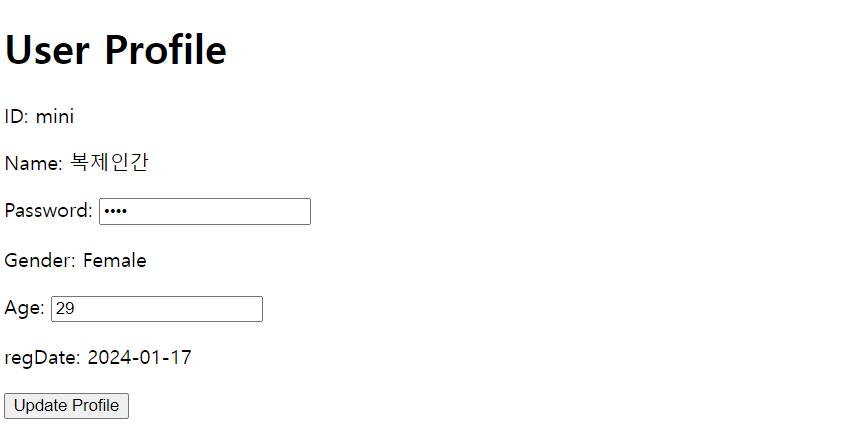 User Profile
ID: mini
Name: 복제인간
Password: ••••
Gender: Female
Age: 29
regDate: 2024-01-17
Update Profile